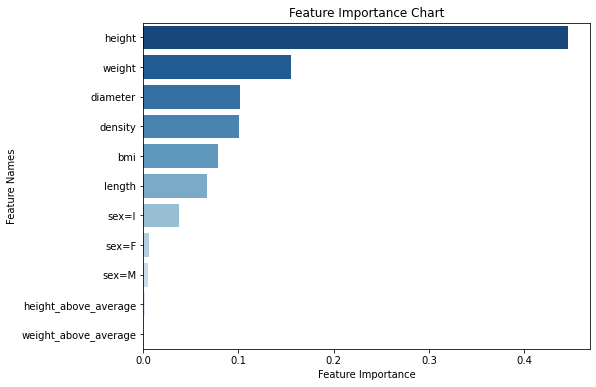 Feature Importance Chart
Feature Names
height
weight
diameter
density
bmi
length
sex=I
sex=F
sex=M
height_above_average
weight_above_average
0.0 0.1 0.2 0.3 0.4
Feature Importance